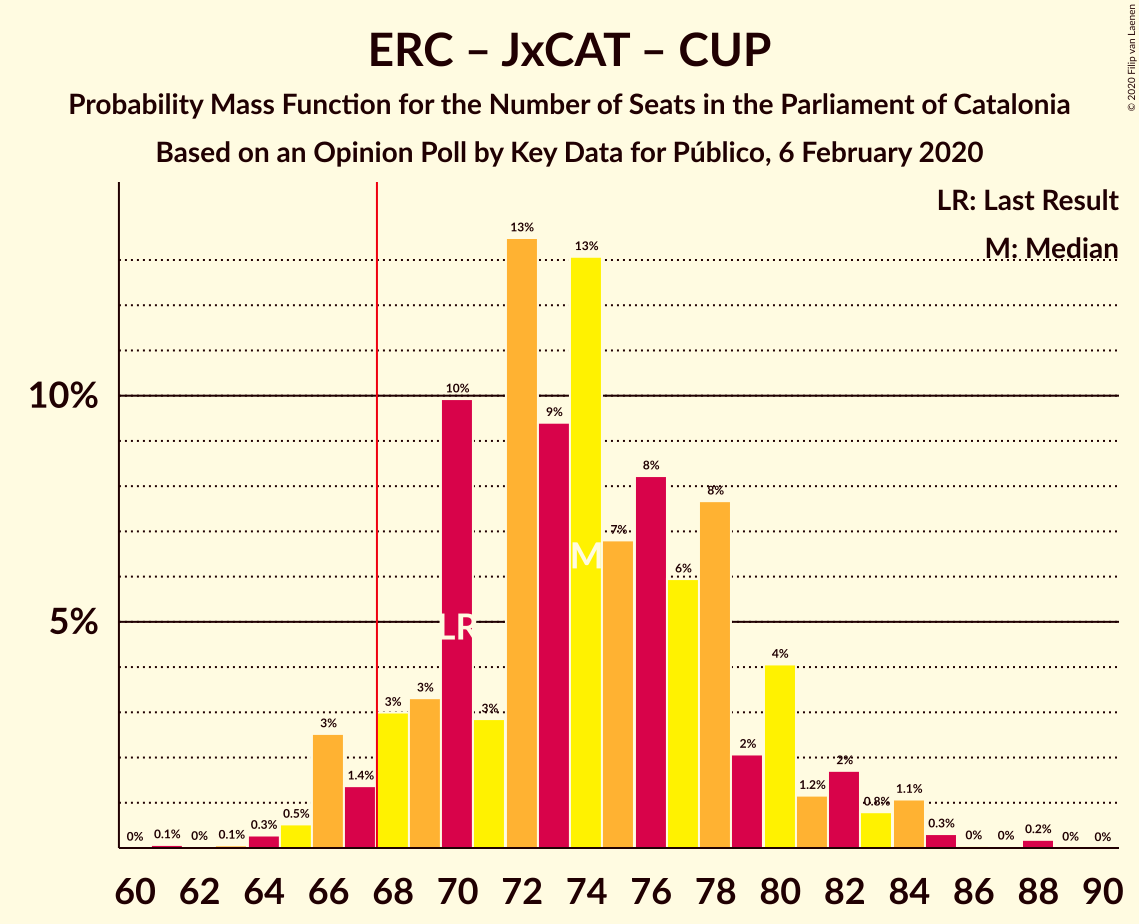 ERC – JxCAT – CUP
Probability Mass Function for the Number of Seats in the Parliament of Catalonia
Based on an Opinion Poll by Key Data for Público, 6 February 2020
© 2020 Filip van Laenen
LR: Last Result
M: Median
10%
5%
0% 0.1% 0% 0.1% 0.3% 0.5% 3% 1.4% 3% 3% 10% 3% 13% 9% 13% 7% 8% 6% 8% 2% 4% 1.2% 2% 0.8% 1.1% 0.3% 0% 0% 0.2% 0% 0%
LR M
60 62 64 66 68 70 72 74 76 78 80 82 84 86 88 90